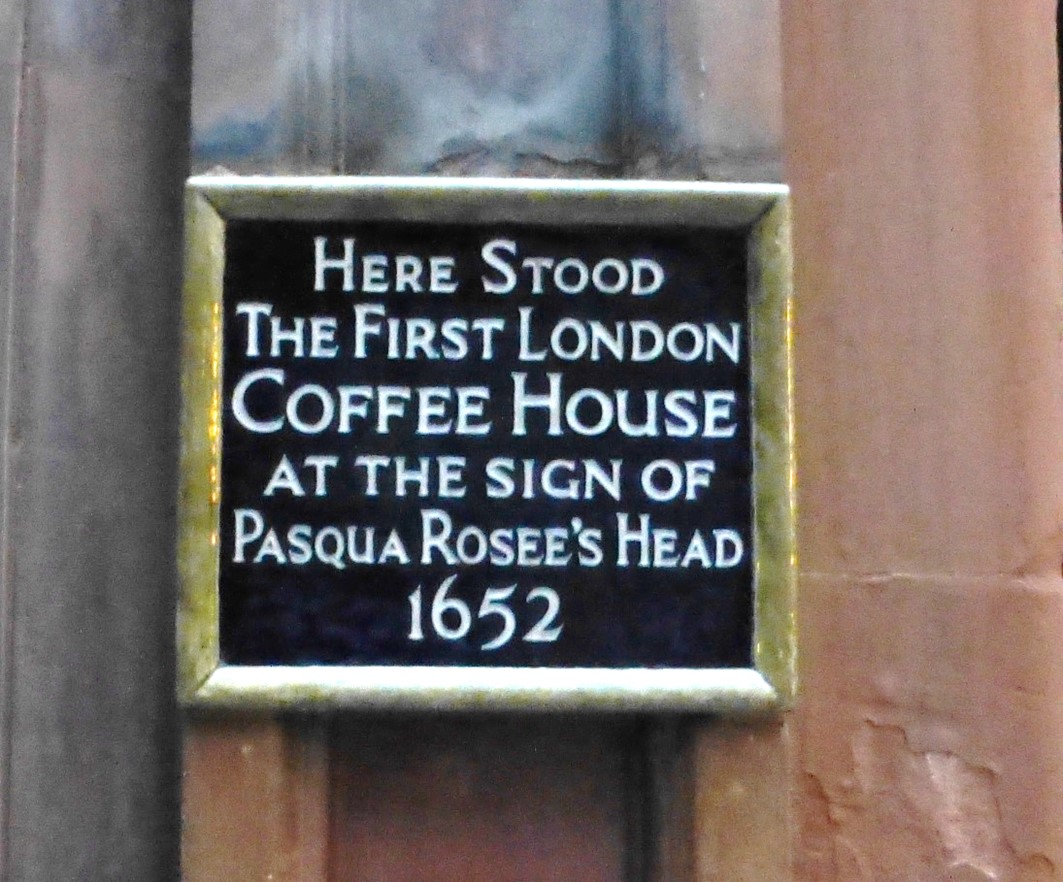 HERE STOOD
THE FIRST LONDON
COFFEE HOUSE
AT THE SIGN OF
PASQUA ROSEE'S HEAD
1652